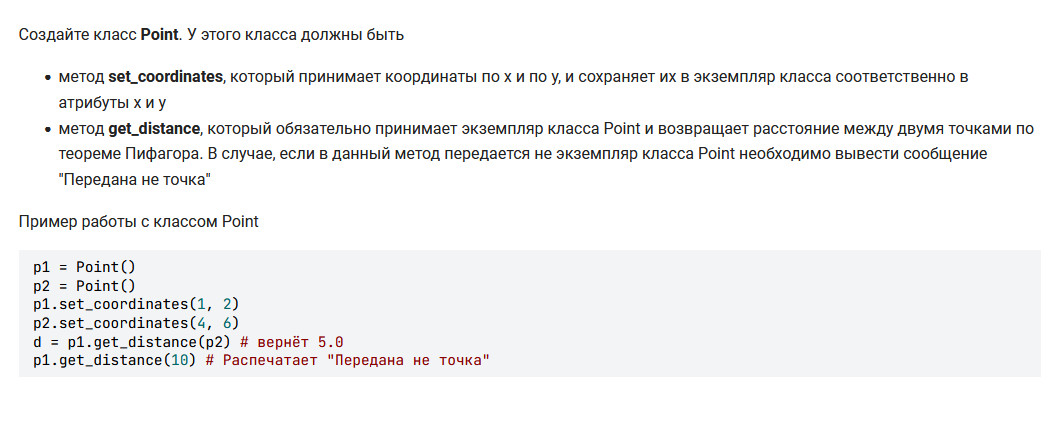 Создайте класс Point. У этого класса должны быть
метод set_coordinates, который принимает координаты по x и по y, и сохраняет их в экземпляр класса соответственно в
атрибуты x и y
метод get_distance, который обязательно принимает экземпляр класса Point и возвращает расстояние между двумя точками по
теореме Пифагора. В случае, если в данный метод передается не экземпляр класса Point необходимо вывести сообщение
"Передана не точка"
Пример работы с классом Point
p1 = Point()
p2 = Point()
p1.set_coordinates(1, 2)
p2.set_coordinates(4, 6)
d = p1.get_distance(p2) # вернёт 5.0
p1.get_distance(10) # Распечатает "Передана не точка"